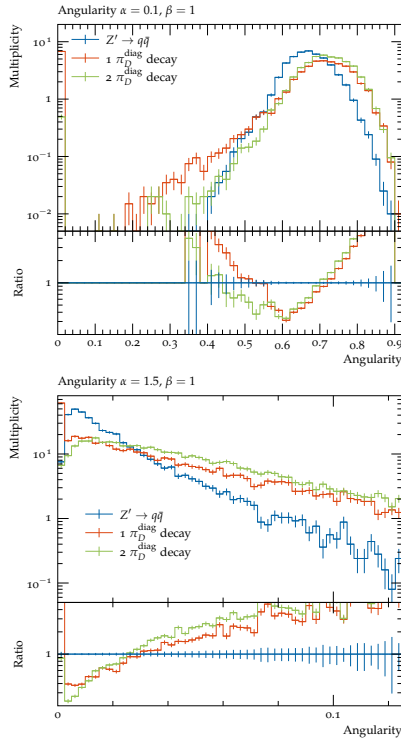 Angularity α = 0.1, β = 1
Multiplicity
10¹
1
10⁻¹
10⁻²
Z′ → qq̄
1 π_D^diag decay
2 π_D^diag decay
Ratio
1
0 0.1 0.2 0.3 0.4 0.5 0.6 0.7 0.8 0.9
Angularity
Angularity α = 1.5, β = 1
Multiplicity
10¹
1
10⁻¹
Z′ → qq̄
1 π_D^diag decay
2 π_D^diag decay
Ratio
1
0 0.1
Angularity